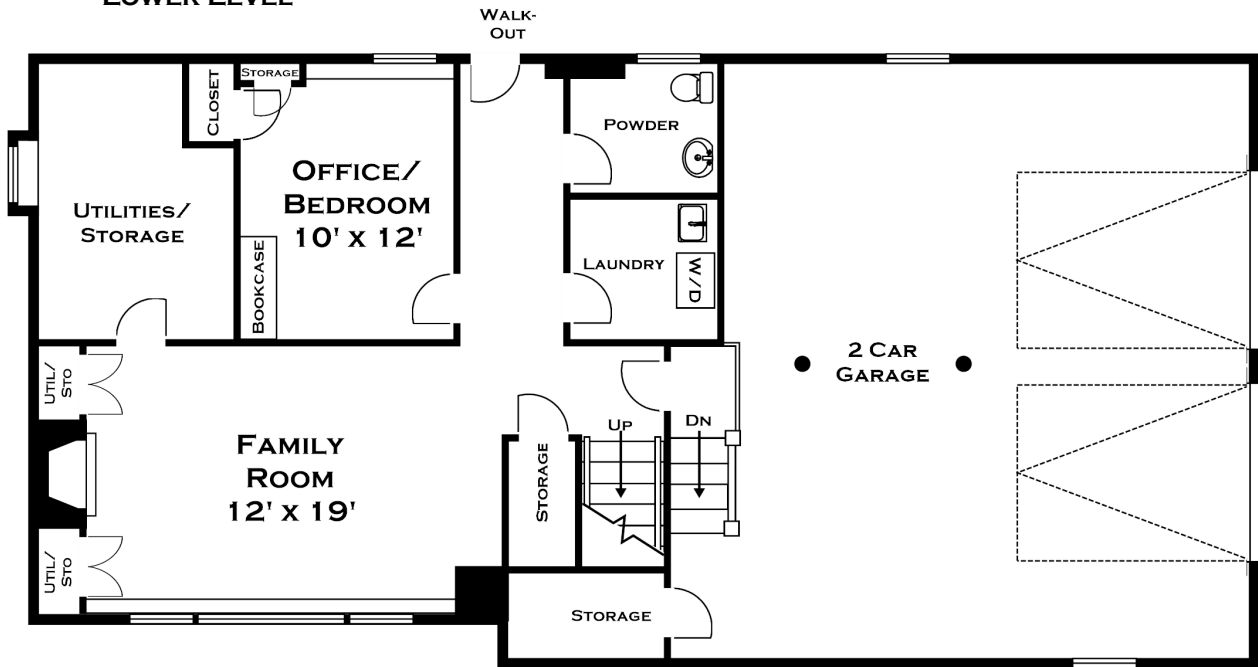 LOWER LEVEL
WALK-
OUT
STORAGE
CLOSET
POWDER
OFFICE/
BEDROOM
10' X 12'
UTILITIES/
STORAGE
BOOKCASE
LAUNDRY
W/D
2 CAR
GARAGE
UTIL/
STO
UP
DN
FAMILY
ROOM
12' X 19'
STORAGE
UTIL/
STO
STORAGE